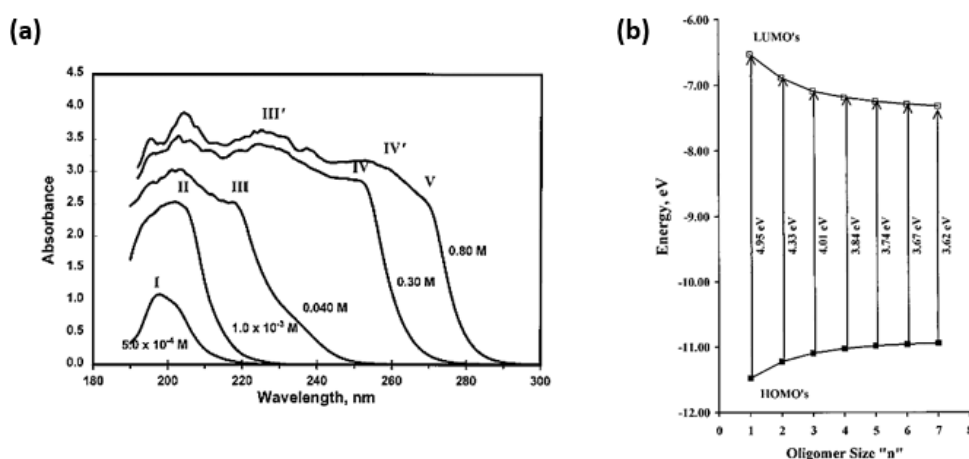 (a)
4.5
4.0
3.5
3.0
2.5
2.0
1.5
1.0
0.5
0.0
Absorbance
I
II
III
III'
IV
IV'
V
5.0 x 10⁻⁴ M
1.0 x 10⁻³ M
0.040 M
0.30 M
0.80 M
180 200 220 240 260 280 300
Wavelength, nm
(b)
-6.00
-7.00
-8.00
-9.00
-10.00
-11.00
-12.00
Energy, eV
LUMO's
4.95 eV
4.33 eV
4.01 eV
3.84 eV
3.74 eV
3.67 eV
3.62 eV
HOMO's
0 1 2 3 4 5 6 7 8
Oligomer Size "n"